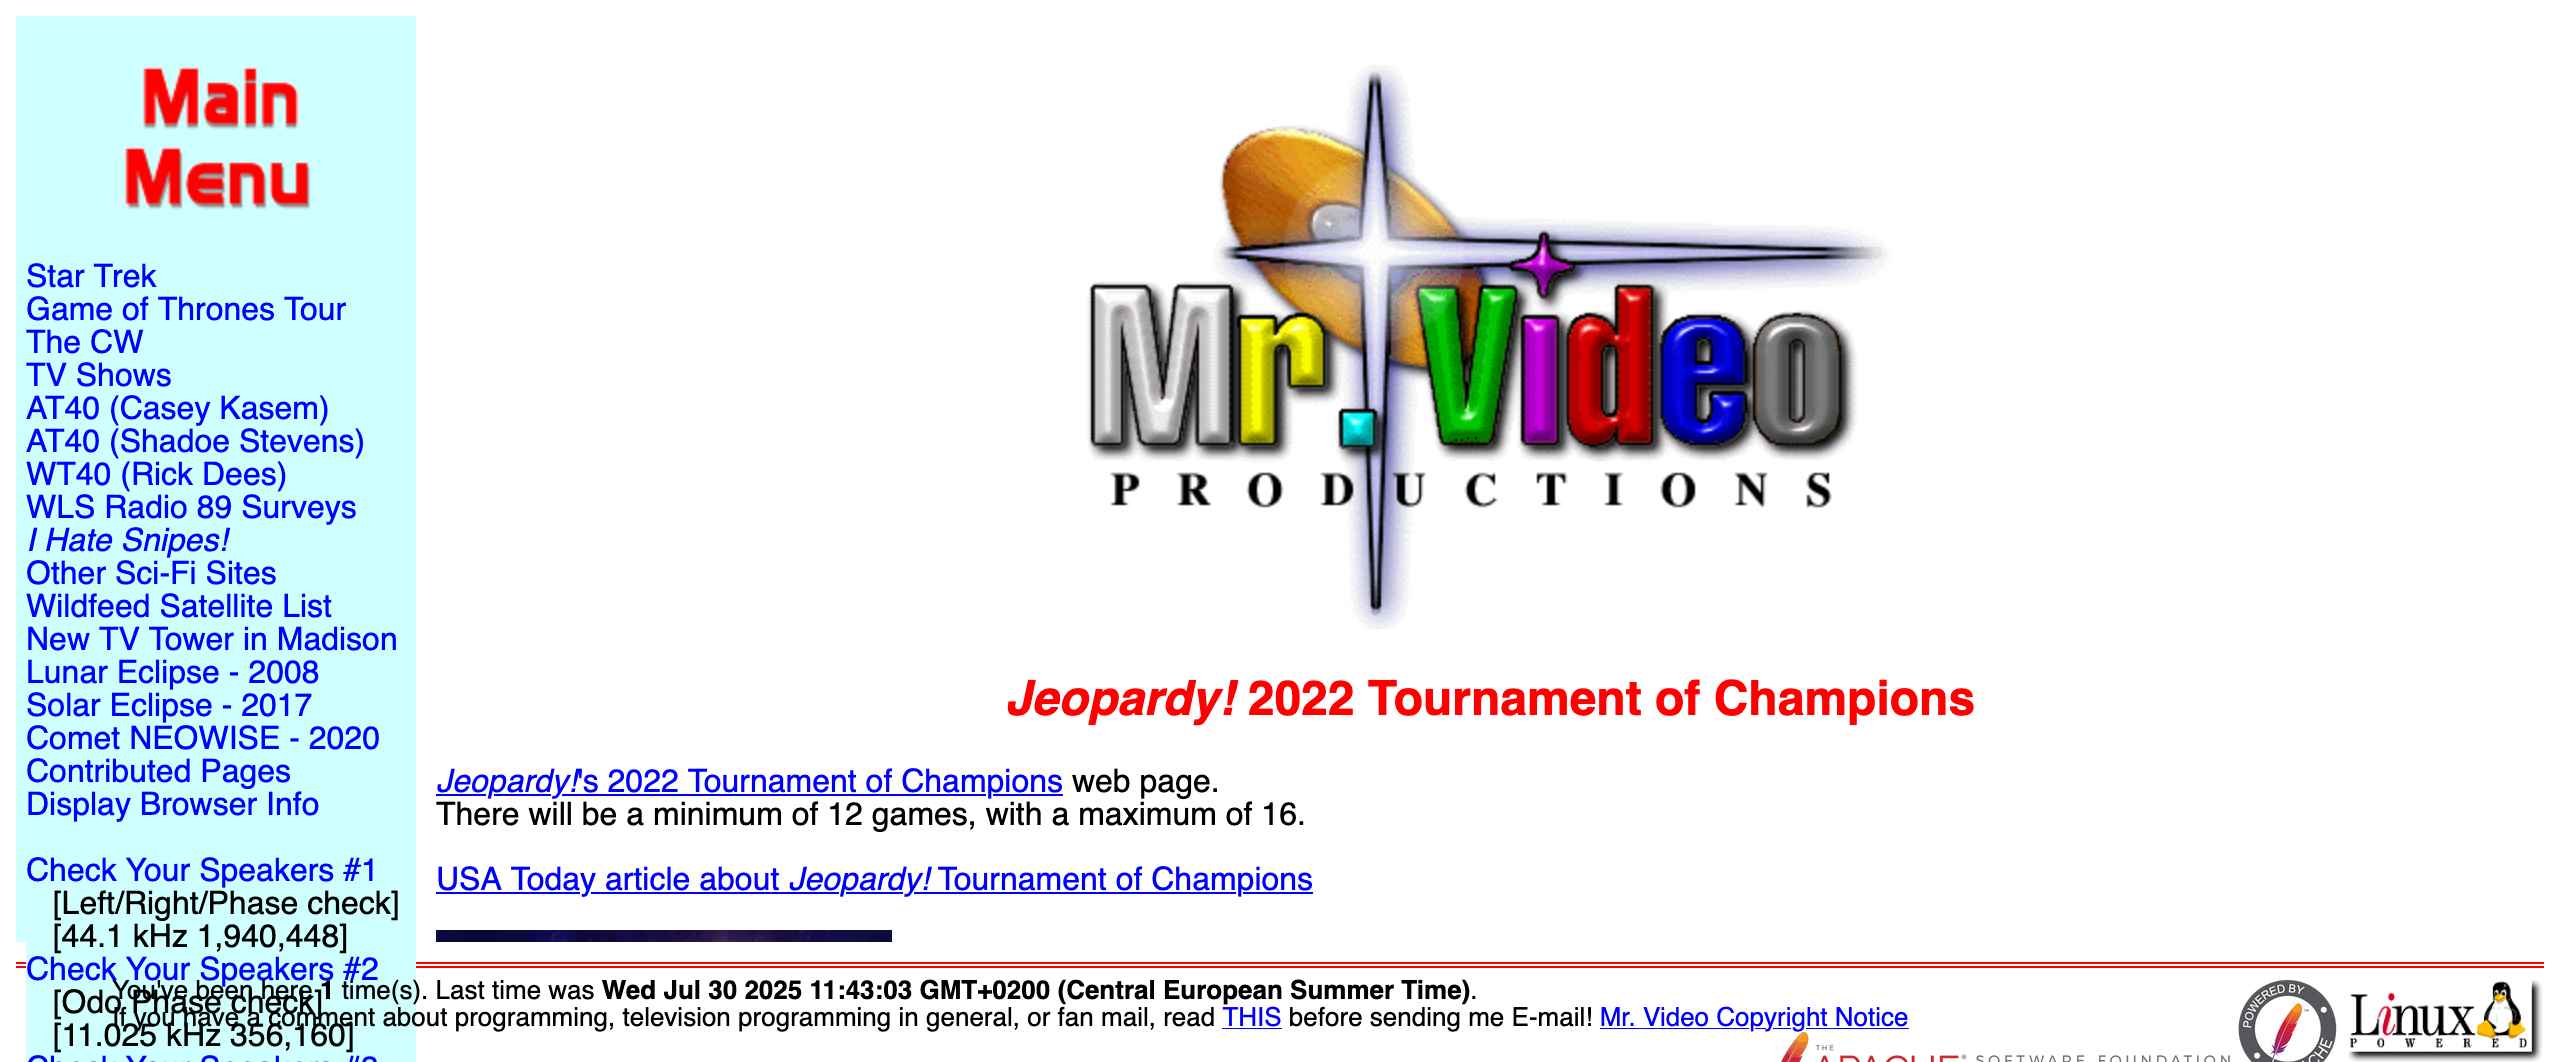 Main
Menu
Star Trek
Game of Thrones Tour
The CW
TV Shows
AT40 (Casey Kasem)
AT40 (Shadoe Stevens)
WT40 (Rick Dees)
WLS Radio 89 Surveys
I Hate Snipes!
Other Sci-Fi Sites
Wildfeed Satellite List
New TV Tower in Madison
Lunar Eclipse - 2008
Solar Eclipse - 2017
Comet NEOWISE - 2020
Contributed Pages
Display Browser Info
Check Your Speakers #1
[Left/Right/Phase check]
[44.1 kHz 1,940,448]
Check Your Speakers #2
[Odo Phase check]
[11.025 kHz 356,160]
Mr. Video
PRODUCTIONS
Jeopardy! 2022 Tournament of Champions
Jeopardy!'s 2022 Tournament of Champions web page.
There will be a minimum of 12 games, with a maximum of 16.
USA Today article about Jeopardy! Tournament of Champions
You've been here 1 time(s). Last time was Wed Jul 30 2025 11:43:03 GMT+0200 (Central European Summer Time).
If you have a comment about programming, television programming in general, or fan mail, read THIS before sending me E-mail! Mr. Video Copyright Notice
POWERED BY
Linux
POWERED
THE
APACHE® SOFTWARE FOUNDATION